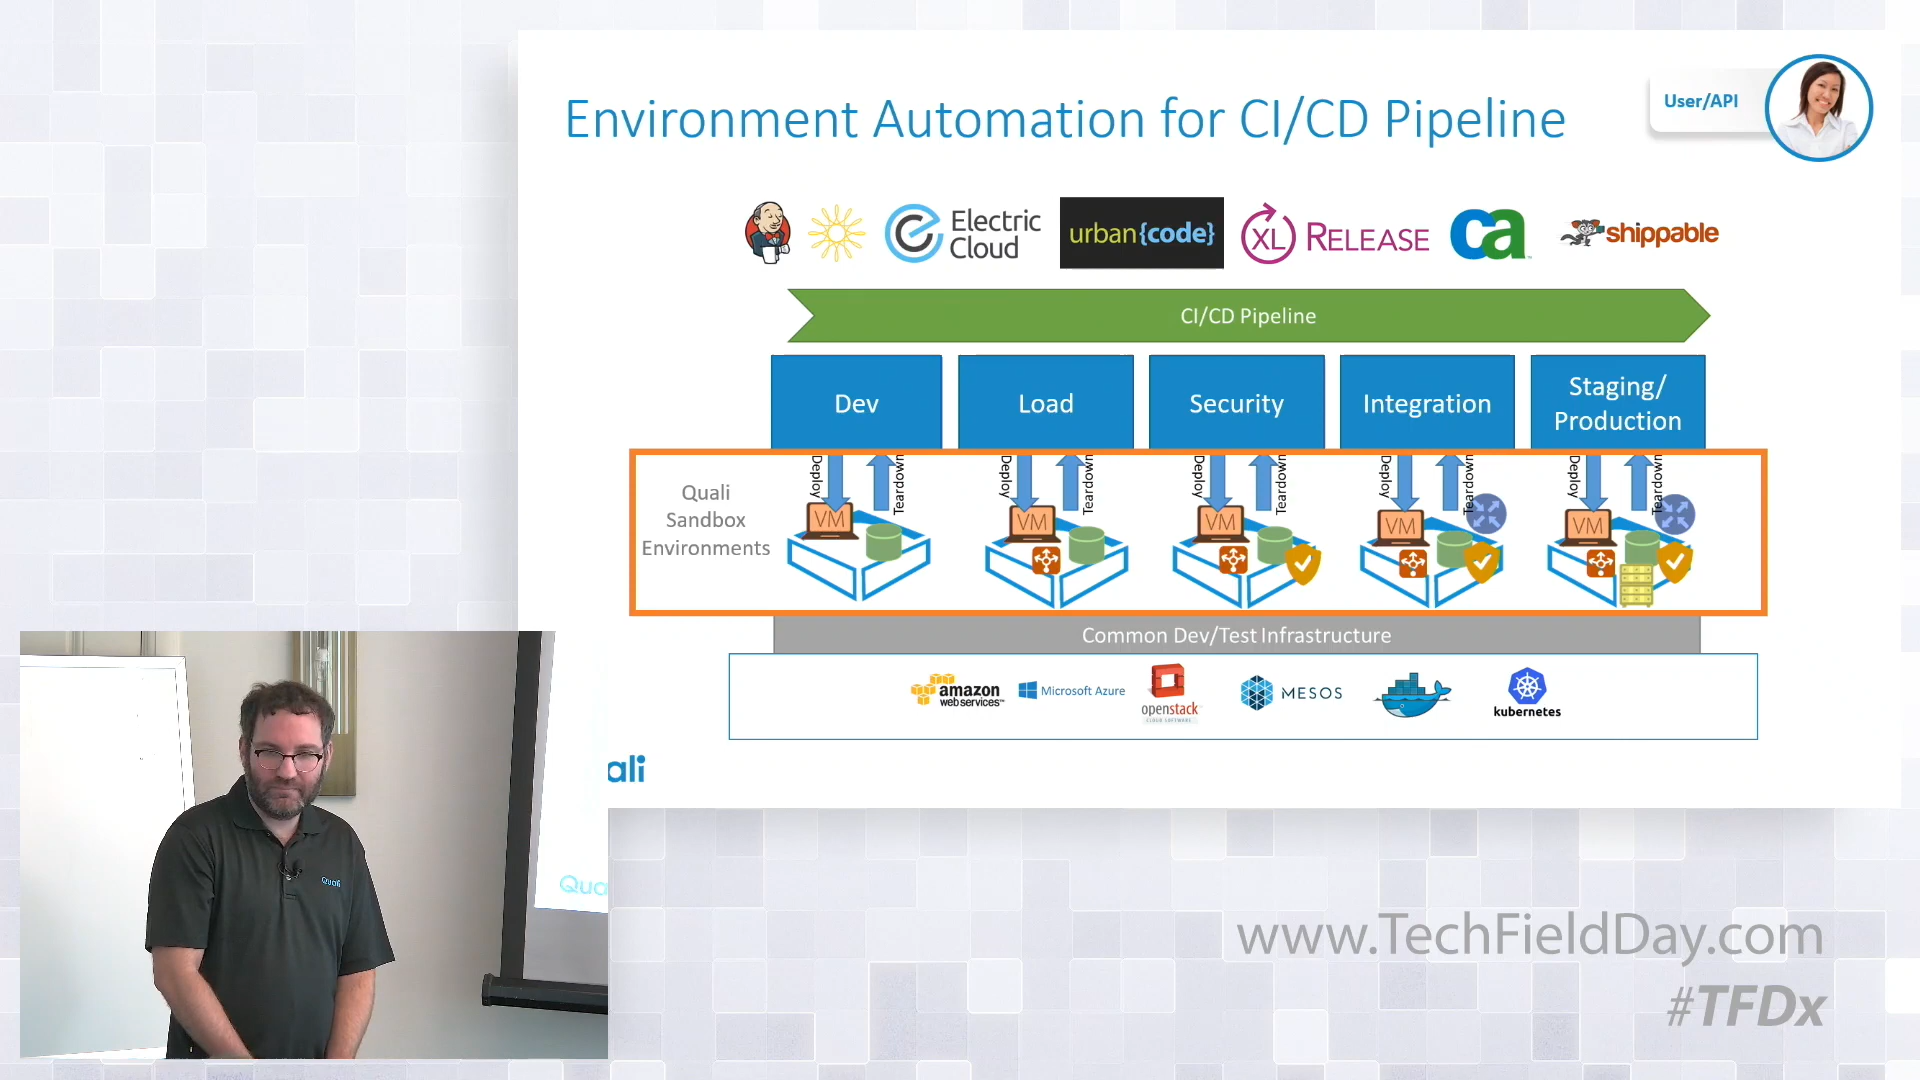 Environment Automation for CI/CD Pipeline
User/API
Electric
Cloud
urban{code}
XL RELEASE
ca
shippable
CI/CD Pipeline
Dev
Load
Security
Integration
Staging/
Production
Quali
Sandbox
Environments
Deploy
Teardown
Deploy
Teardown
Deploy
Teardown
Deploy
Teardown
Deploy
Teardown
VM
VM
VM
VM
VM
Common Dev/Test Infrastructure
amazon
web services™
Microsoft Azure
openstack
CLOUD SOFTWARE
MESOS
kubernetes
ali
Quali
Qua
www.TechFieldDay.com
#TFDx